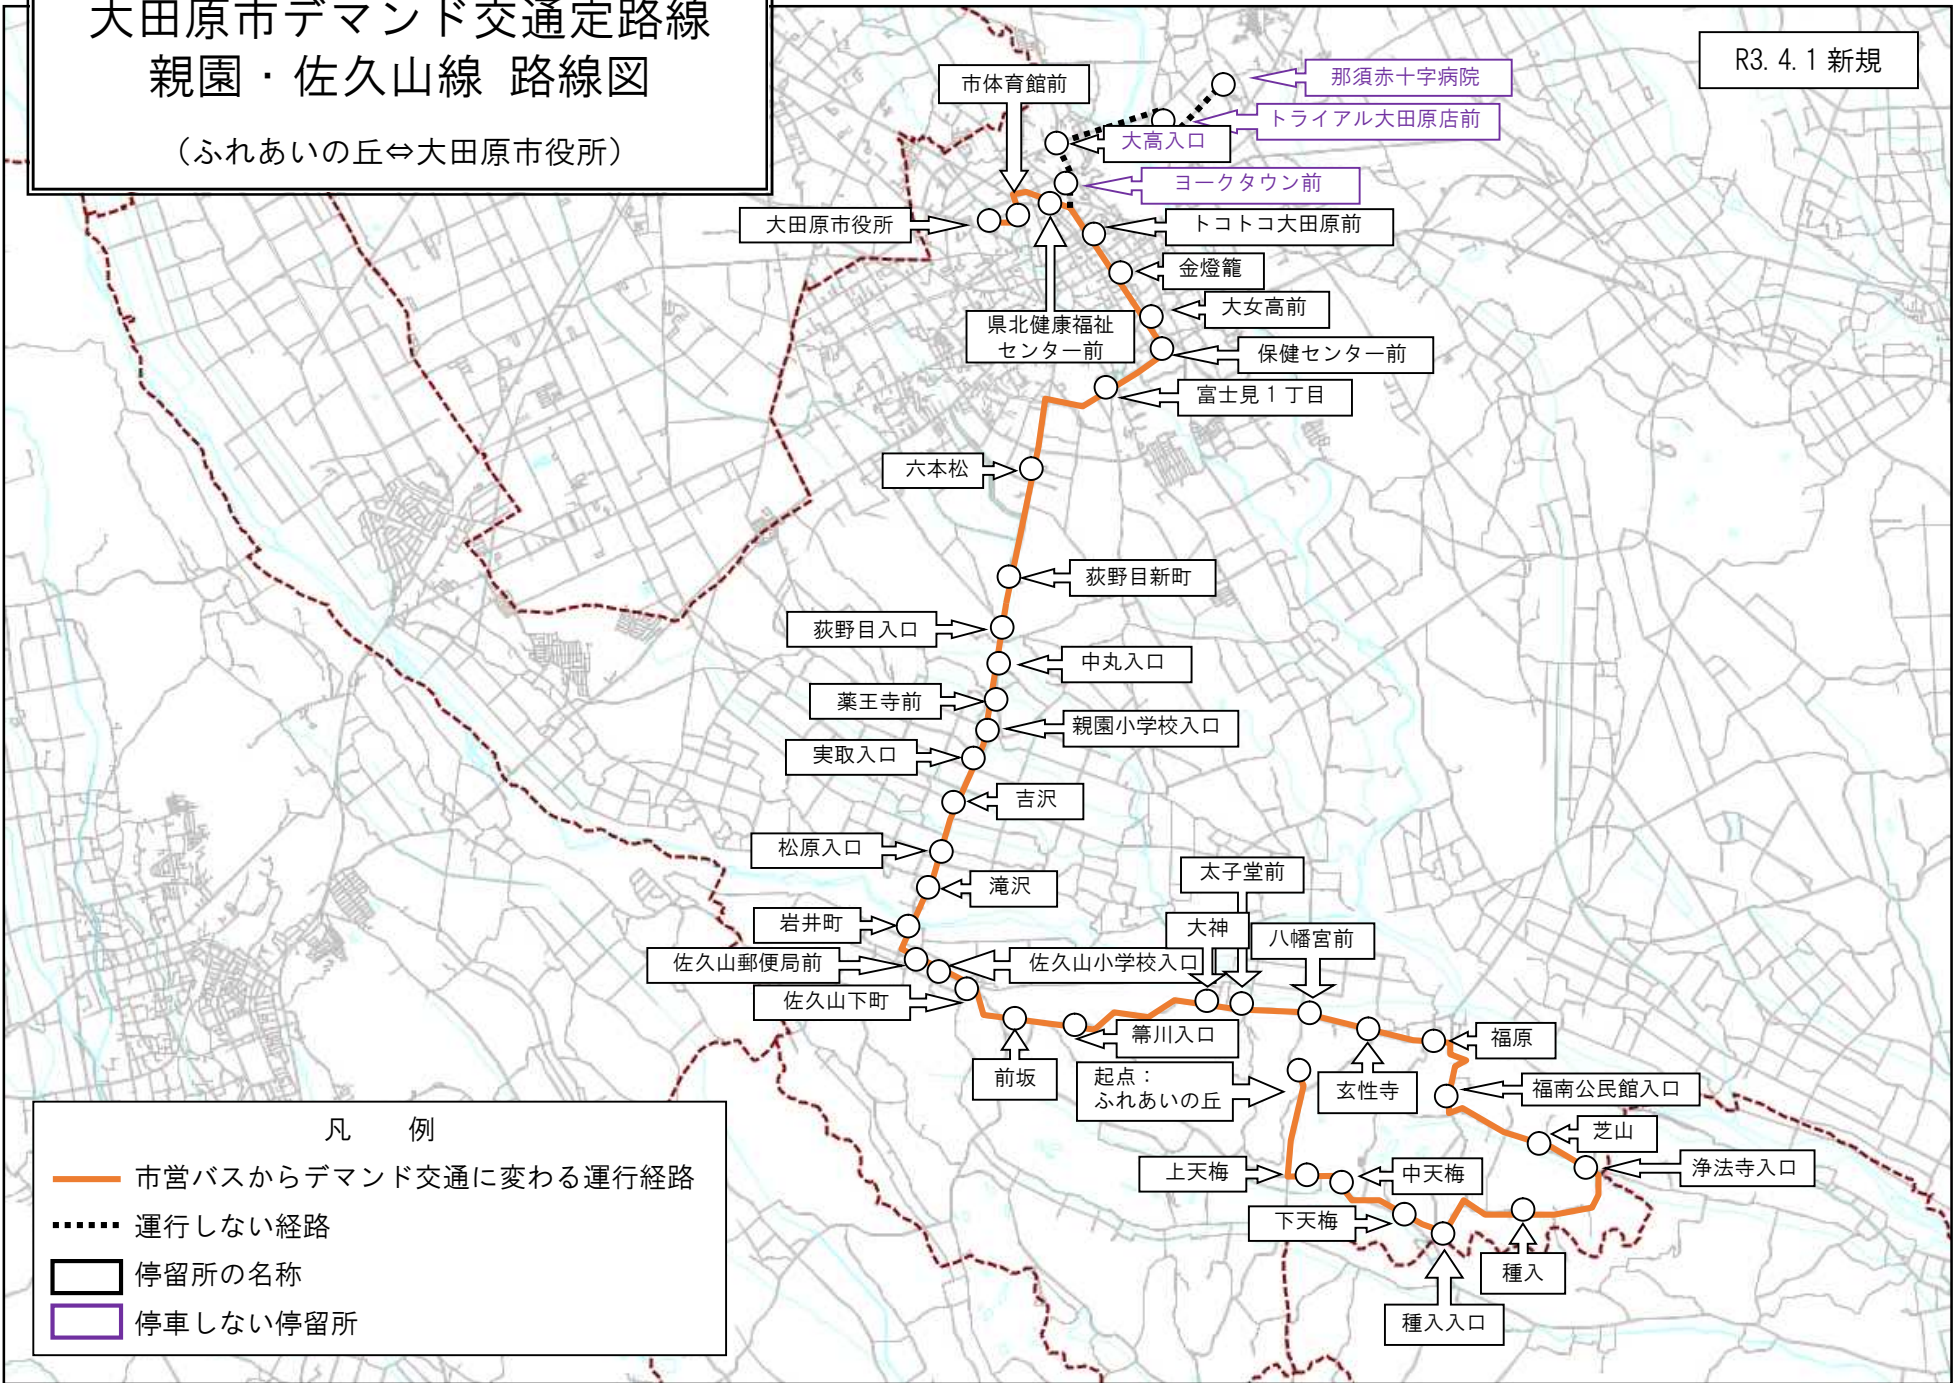 大田原市デマンド交通定路線
親園・佐久山線 路線図
（ふれあいの丘⇔大田原市役所）
R3.4.1 新規
市体育館前
那須赤十字病院
トライアル大田原店前
大高入口
ヨークタウン前
大田原市役所
トコトコ大田原前
金燈籠
大女高前
県北健康福祉
センター前
保健センター前
富士見１丁目
六本松
荻野目新町
荻野目入口
中丸入口
薬王寺前
親園小学校入口
実取入口
吉沢
松原入口
滝沢
太子堂前
岩井町
大神
八幡宮前
佐久山郵便局前
佐久山小学校入口
佐久山下町
箒川入口
福原
前坂
起点：
ふれあいの丘
玄性寺
福南公民館入口
芝山
浄法寺入口
上天梅
中天梅
下天梅
種入
種入入口
凡　例
市営バスからデマンド交通に変わる運行経路
運行しない経路
停留所の名称
停車しない停留所